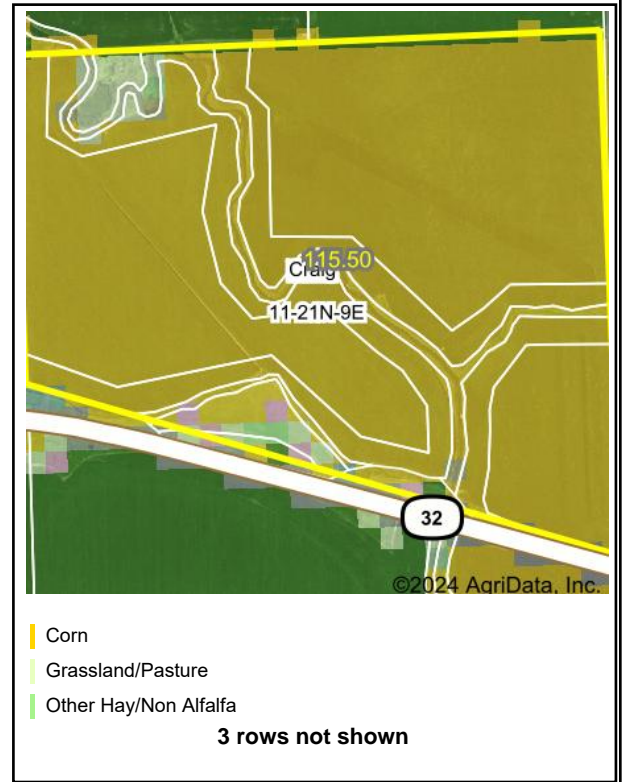 115.50
Craig
11-21N-9E
32
©2024 AgriData, Inc.
Corn
Grassland/Pasture
Other Hay/Non Alfalfa
3 rows not shown